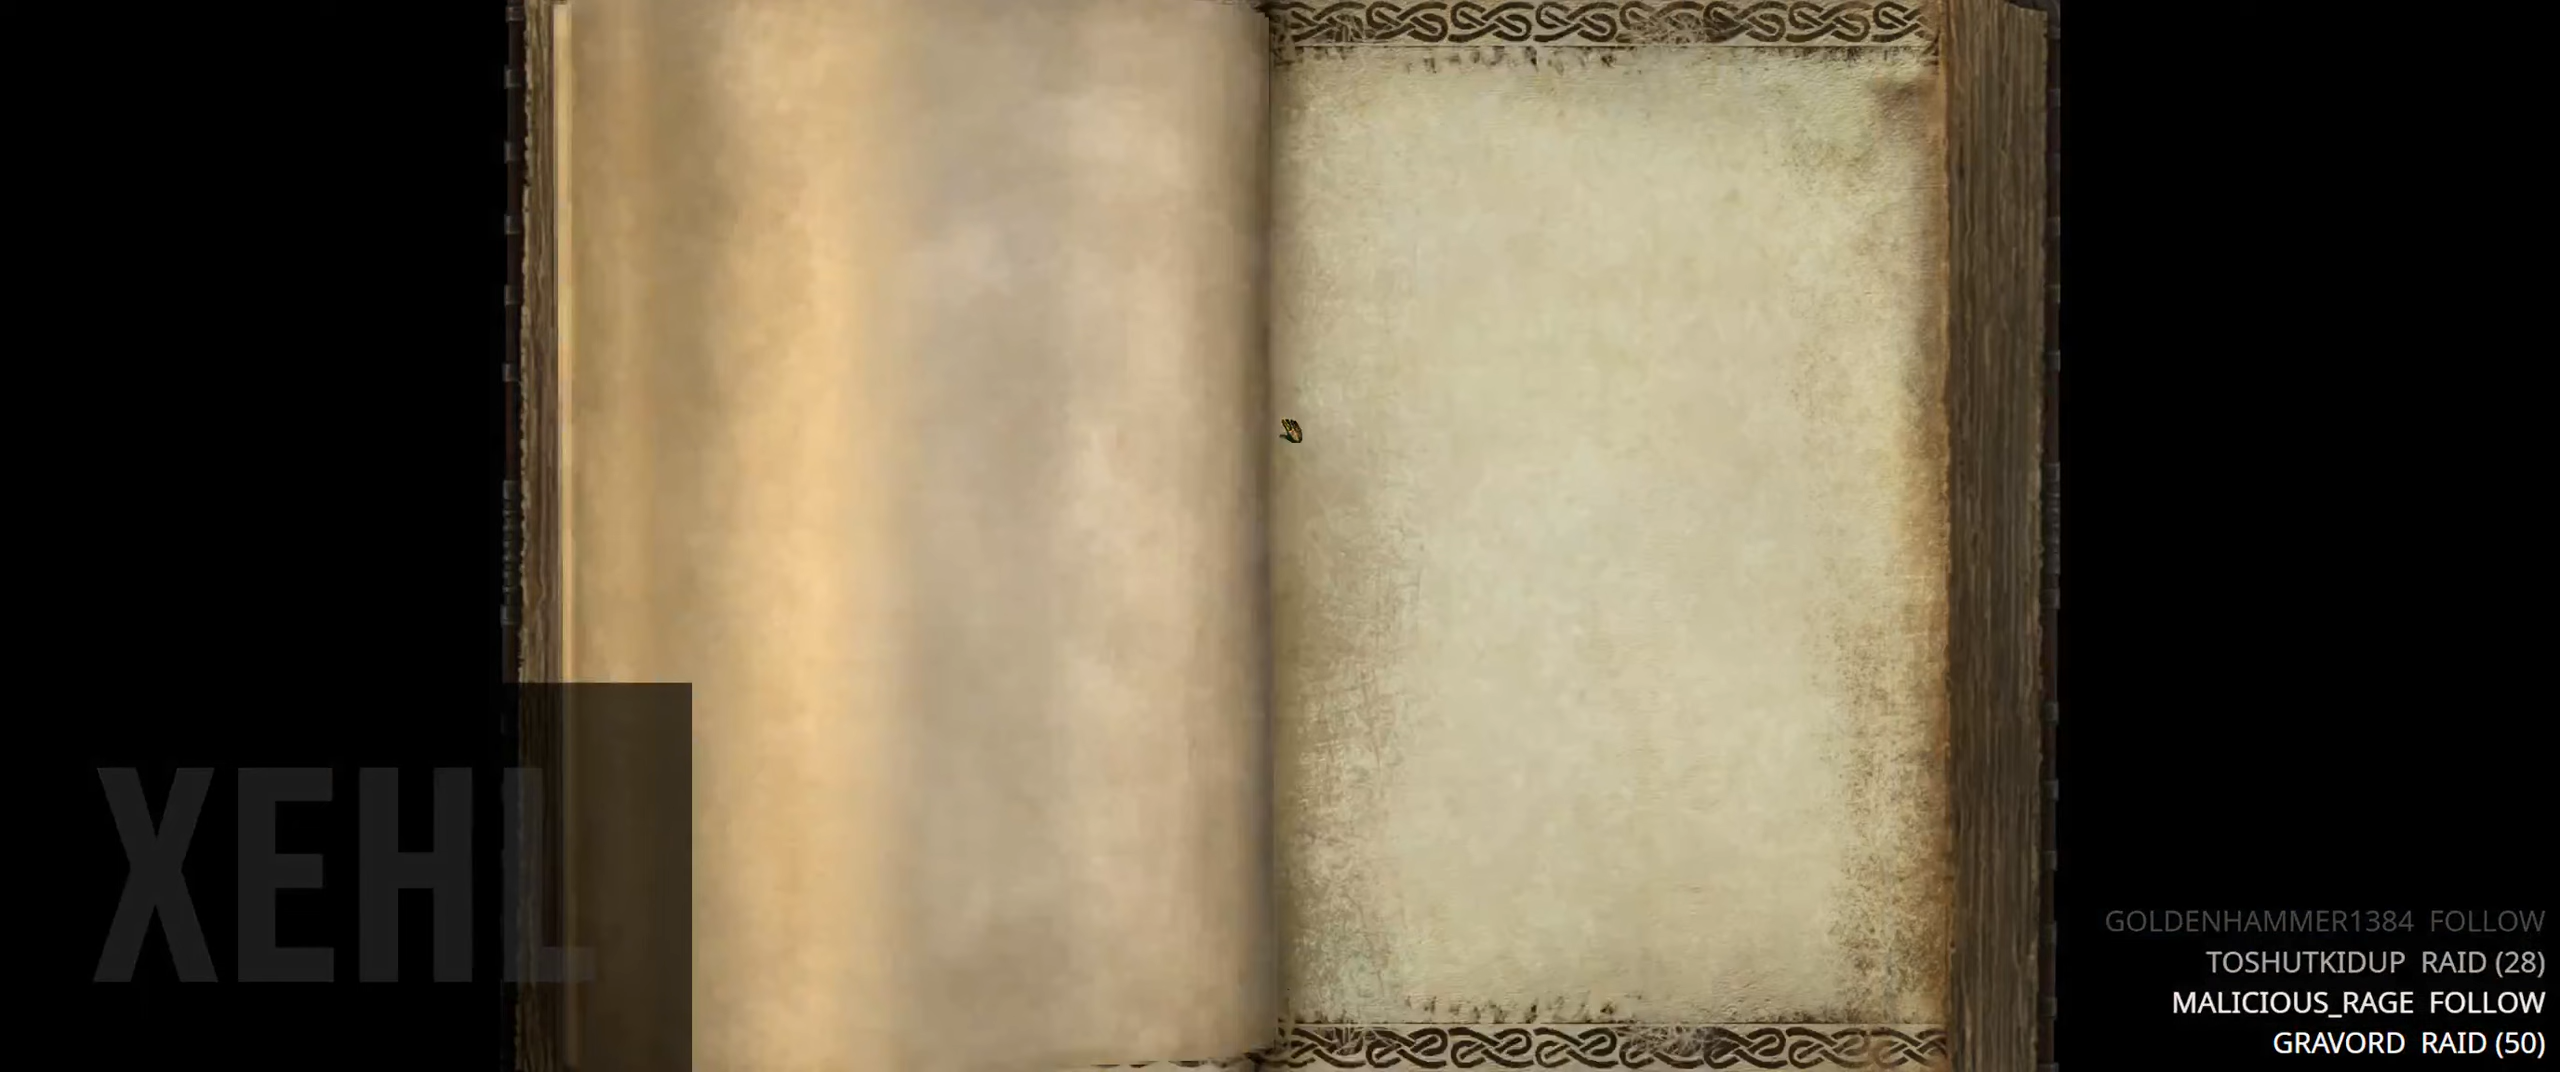 XEHL
GOLDENHAMMER1384 FOLLOW
TOSHUTKIDUP RAID (28)
MALICIOUS_RAGE FOLLOW
GRAVORD RAID (50)